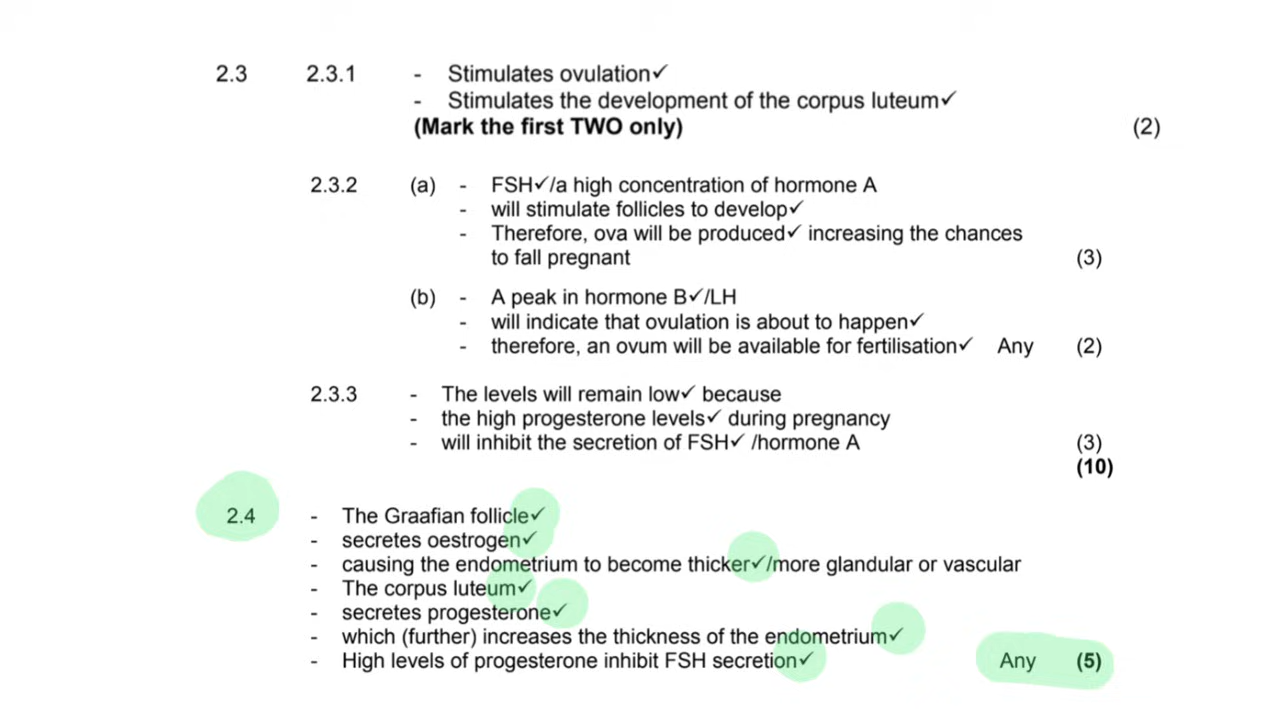 2.3 2.3.1 - Stimulates ovulation✓
- Stimulates the development of the corpus luteum✓
(Mark the first TWO only) (2)
2.3.2 (a) - FSH✓/a high concentration of hormone A
- will stimulate follicles to develop✓
- Therefore, ova will be produced✓ increasing the chances
to fall pregnant (3)
(b) - A peak in hormone B✓/LH
- will indicate that ovulation is about to happen✓
- therefore, an ovum will be available for fertilisation✓ Any (2)
2.3.3 - The levels will remain low✓ because
- the high progesterone levels✓ during pregnancy
- will inhibit the secretion of FSH✓ /hormone A (3)
(10)
2.4 - The Graafian follicle✓
- secretes oestrogen✓
- causing the endometrium to become thicker✓/more glandular or vascular
- The corpus luteum✓
- secretes progesterone✓
- which (further) increases the thickness of the endometrium✓
- High levels of progesterone inhibit FSH secretion✓ Any (5)